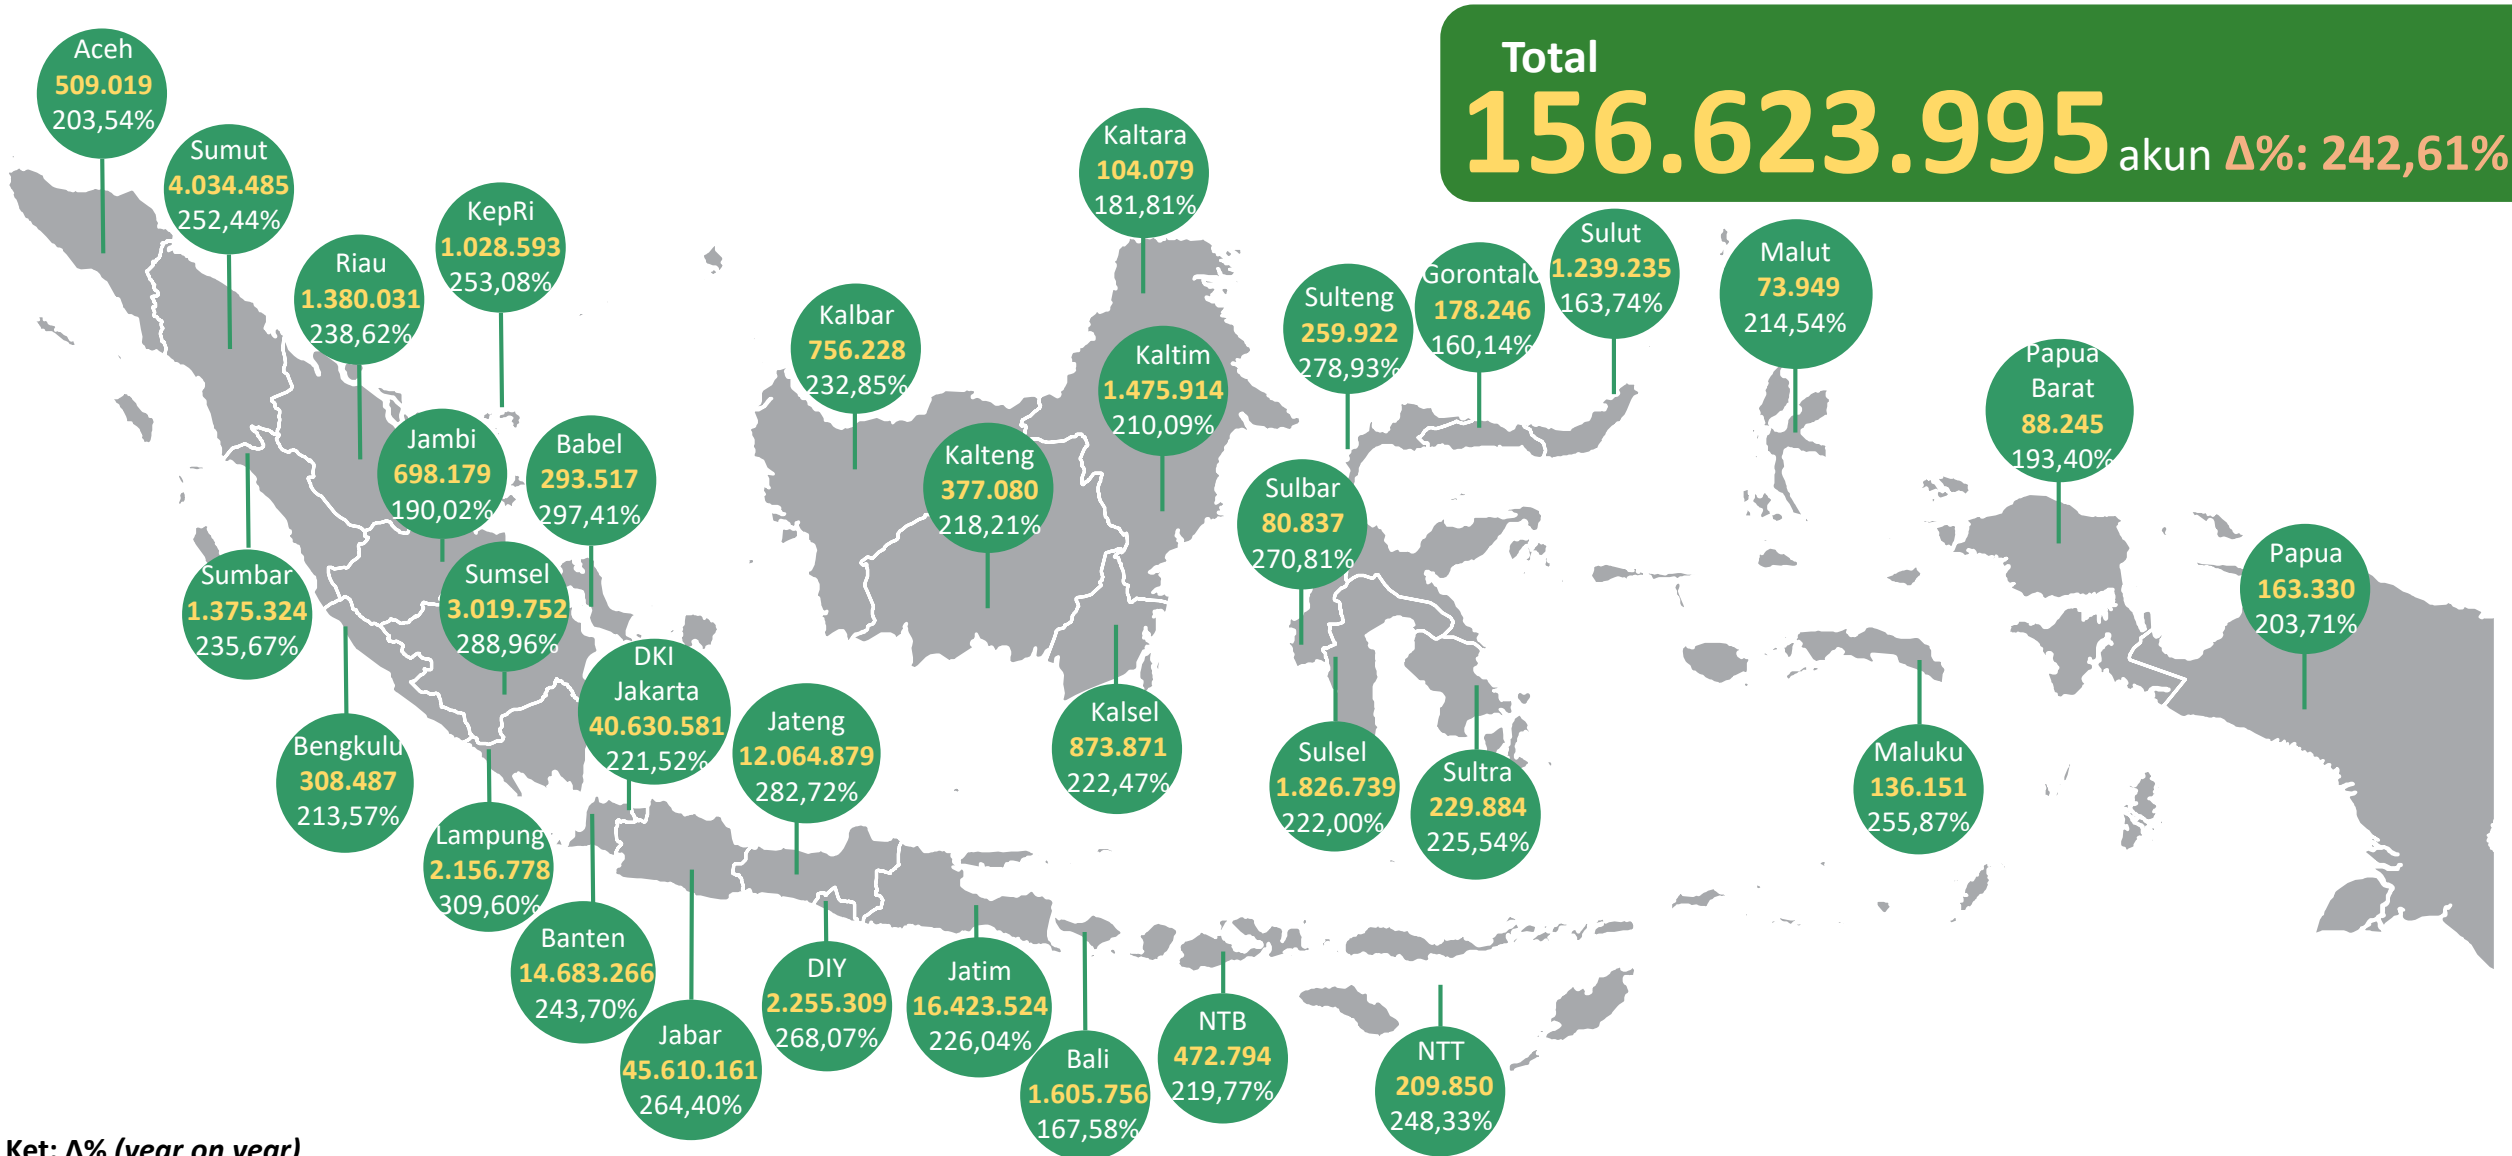 Total
156.623.995 akun Δ%: 242,61%
Aceh
509.019
203,54%
Sumut
4.034.485
252,44%
Riau
1.380.031
238,62%
KepRi
1.028.593
253,08%
Kaltara
104.079
181,81%
Kalbar
756.228
232,85%
Kaltim
1.475.914
210,09%
Kalteng
377.080
218,21%
Sulteng
259.922
278,93%
Gorontalo
178.246
160,14%
Sulut
1.239.235
163,74%
Malut
73.949
214,54%
Papua
Barat
88.245
193,40%
Jambi
698.179
190,02%
Babel
293.517
297,41%
Sulbar
80.837
270,81%
Papua
163.330
203,71%
Sumbar
1.375.324
235,67%
Sumsel
3.019.752
288,96%
DKI
Jakarta
40.630.581
221,52%
Jateng
12.064.879
282,72%
Kalsel
873.871
222,47%
Sulsel
1.826.739
222,00%
Sultra
229.884
225,54%
Maluku
136.151
255,87%
Bengkulu
308.487
213,57%
Lampung
2.156.778
309,60%
Banten
14.683.266
243,70%
Jabar
45.610.161
264,40%
DIY
2.255.309
268,07%
Jatim
16.423.524
226,04%
Bali
1.605.756
167,58%
NTB
472.794
219,77%
NTT
209.850
248,33%
Ket: Δ% (year on year)